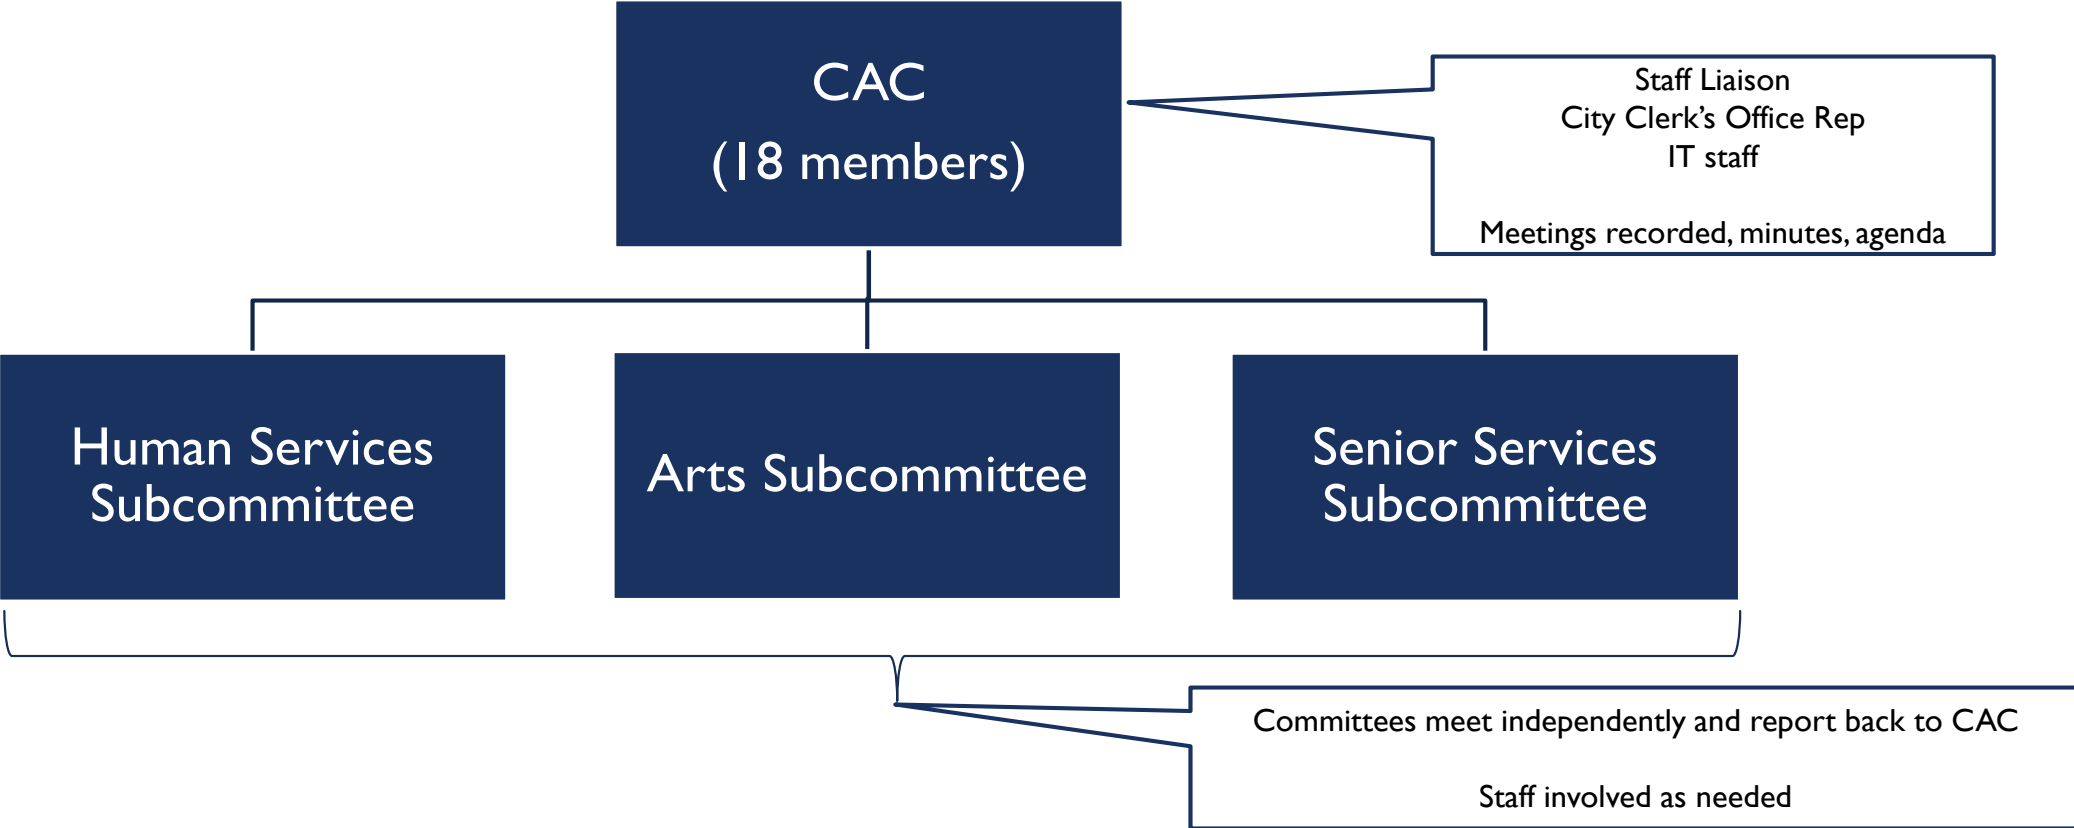 CAC
(18 members)
Staff Liaison
City Clerk’s Office Rep
IT staff
Meetings recorded, minutes, agenda
Human Services
Subcommittee
Arts Subcommittee
Senior Services
Subcommittee
Committees meet independently and report back to CAC
Staff involved as needed